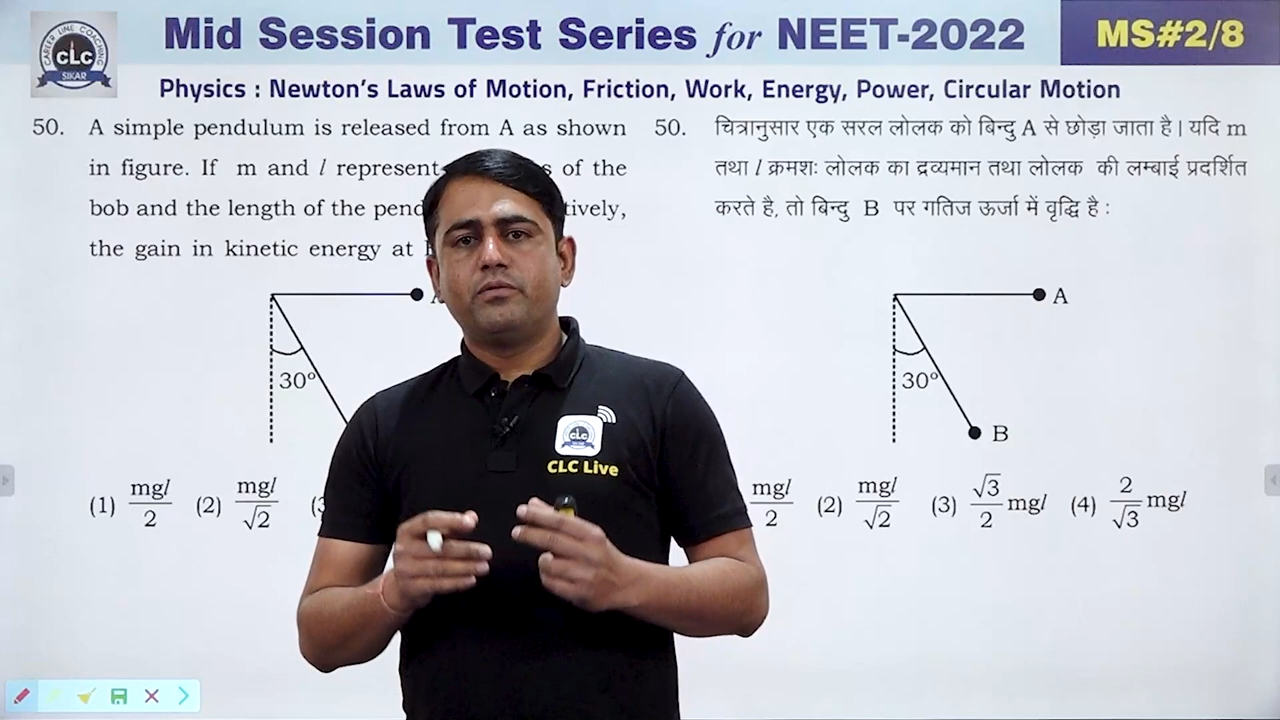 Mid Session Test Series for NEET-2022
MS#2/8
CAREER LINE COACHING
CLC
SIKAR
Physics : Newton's Laws of Motion, Friction, Work, Energy, Power, Circular Motion
50. A simple pendulum is released from A as shown
in figure. If m and l represent of the
bob and the length of the
the gain in kinetic energy at
30°
(1) mgl/2 (2) mgl/√2
50. चित्रानुसार एक सरल लोलक को बिन्दु A से छोड़ा जाता है। यदि m
तथा l क्रमशः लोलक का द्रव्यमान तथा लोलक की लम्बाई प्रदर्शित
करते है, तो बिन्दु B पर गतिज ऊर्जा में वृद्धि है :
A
30°
B
mgl/2 (2) mgl/√2 (3) √3/2 mgl (4) 2/√3 mgl
CLC
CLC Live